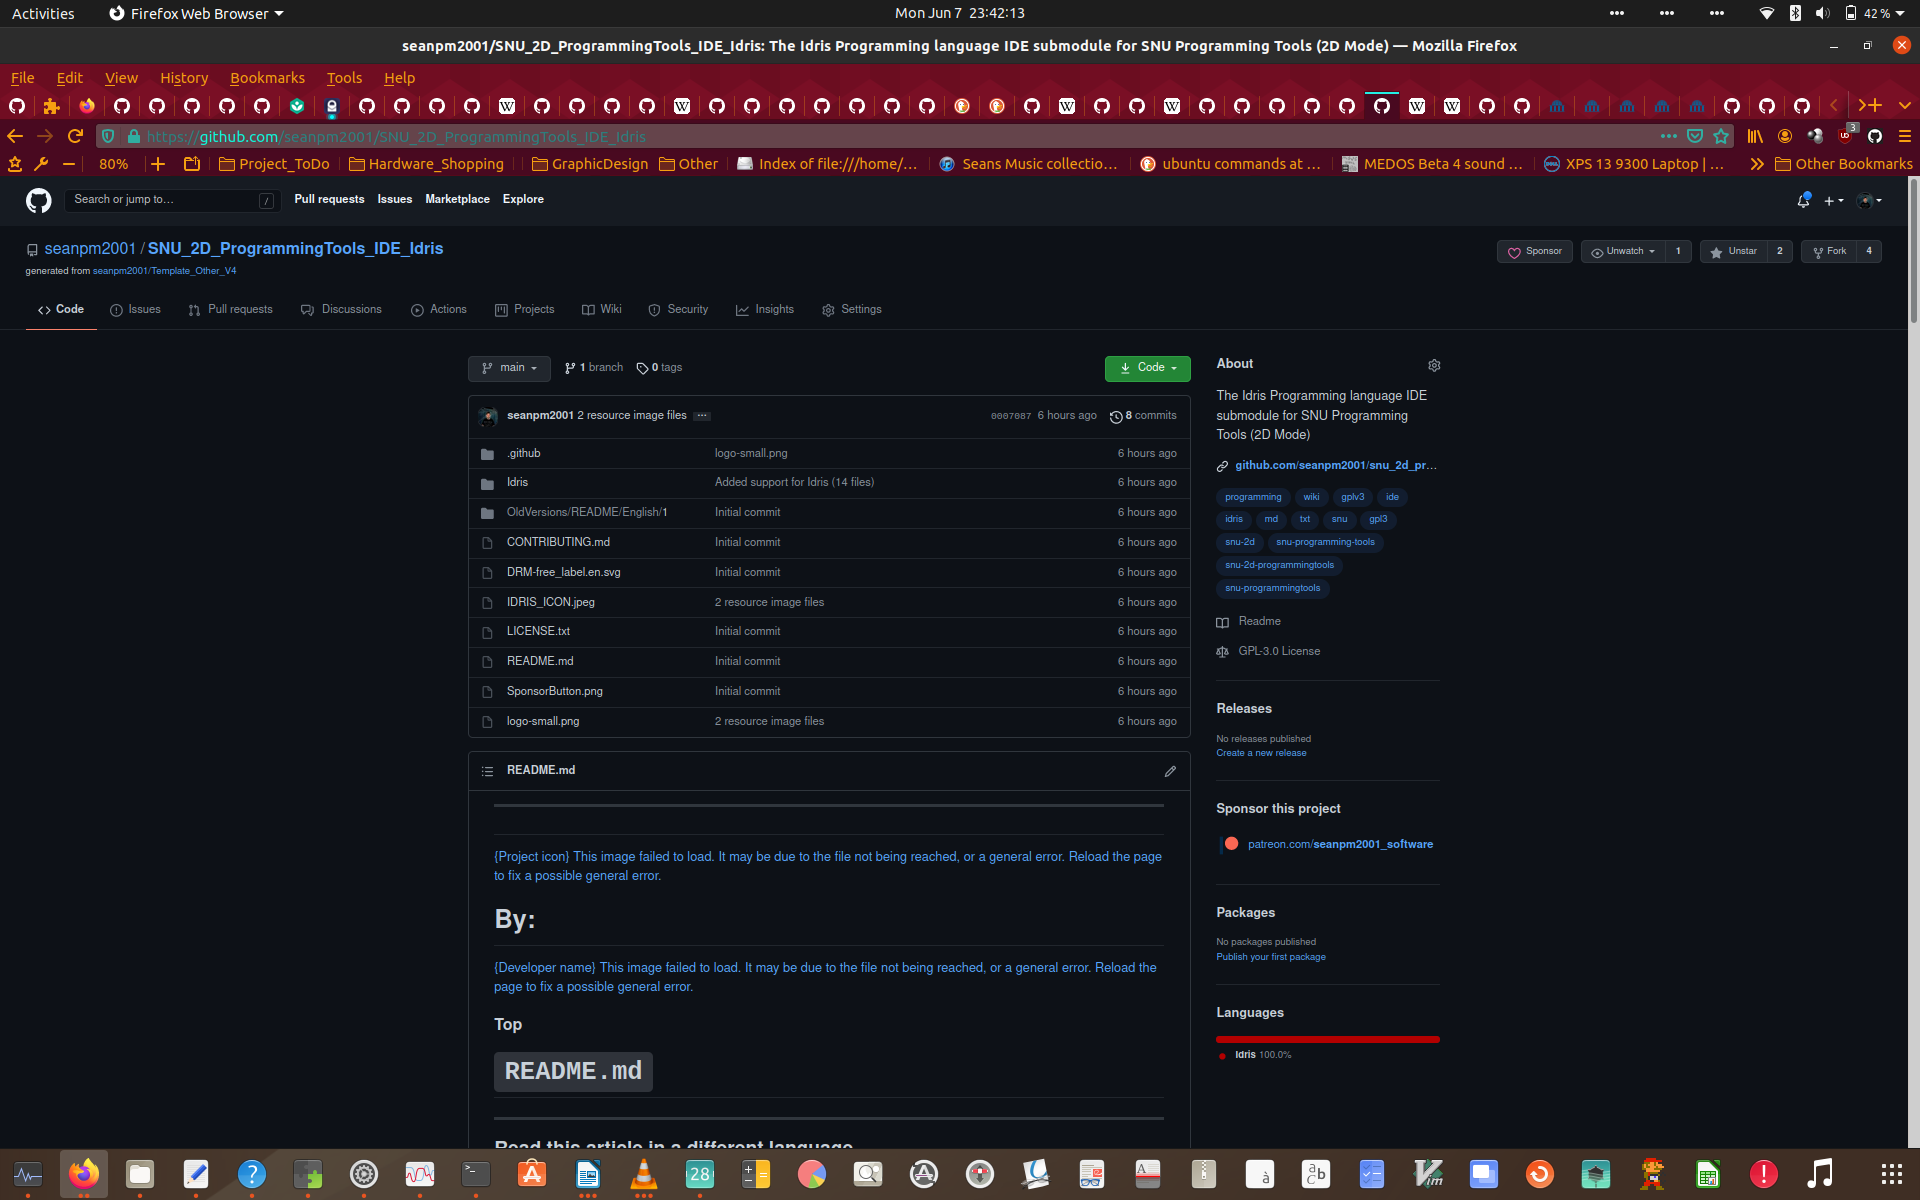 Activities
Firefox Web Browser
Mon Jun 7 23:42:13
42 %
seanpm2001/SNU_2D_ProgrammingTools_IDE_Idris: The Idris Programming language IDE submodule for SNU Programming Tools (2D Mode) — Mozilla Firefox
File Edit View History Bookmarks Tools Help
https://github.com/seanpm2001/SNU_2D_ProgrammingTools_IDE_Idris
3
80% Project_ToDo Hardware_Shopping GraphicDesign Other Index of file:///home/… Seans Music collectio… ubuntu commands at … MEDOS Beta 4 sound … XPS 13 9300 Laptop | … Other Bookmarks
Search or jump to… /
Pull requests Issues Marketplace Explore
seanpm2001 / SNU_2D_ProgrammingTools_IDE_Idris
generated from seanpm2001/Template_Other_V4
Sponsor Unwatch 1 Unstar 2 Fork 4
Code Issues Pull requests Discussions Actions Projects Wiki Security Insights Settings
main 1 branch 0 tags Code
seanpm2001 2 resource image files … 0007087 6 hours ago 8 commits
.github logo-small.png 6 hours ago
Idris Added support for Idris (14 files) 6 hours ago
OldVersions/README/English/1 Initial commit 6 hours ago
CONTRIBUTING.md Initial commit 6 hours ago
DRM-free_label.en.svg Initial commit 6 hours ago
IDRIS_ICON.jpeg 2 resource image files 6 hours ago
LICENSE.txt Initial commit 6 hours ago
README.md Initial commit 6 hours ago
SponsorButton.png Initial commit 6 hours ago
logo-small.png 2 resource image files 6 hours ago
README.md
{Project icon} This image failed to load. It may be due to the file not being reached, or a general error. Reload the page
to fix a possible general error.
By:
{Developer name} This image failed to load. It may be due to the file not being reached, or a general error. Reload the
page to fix a possible general error.
Top
README.md
Read this article in a different language
About
The Idris Programming language IDE
submodule for SNU Programming
Tools (2D Mode)
github.com/seanpm2001/snu_2d_pr…
programming wiki gplv3 ide
idris md txt snu gpl3
snu-2d snu-programming-tools
snu-2d-programmingtools
snu-programmingtools
Readme
GPL-3.0 License
Releases
No releases published
Create a new release
Sponsor this project
patreon.com/seanpm2001_software
Packages
No packages published
Publish your first package
Languages
Idris 100.0%
28